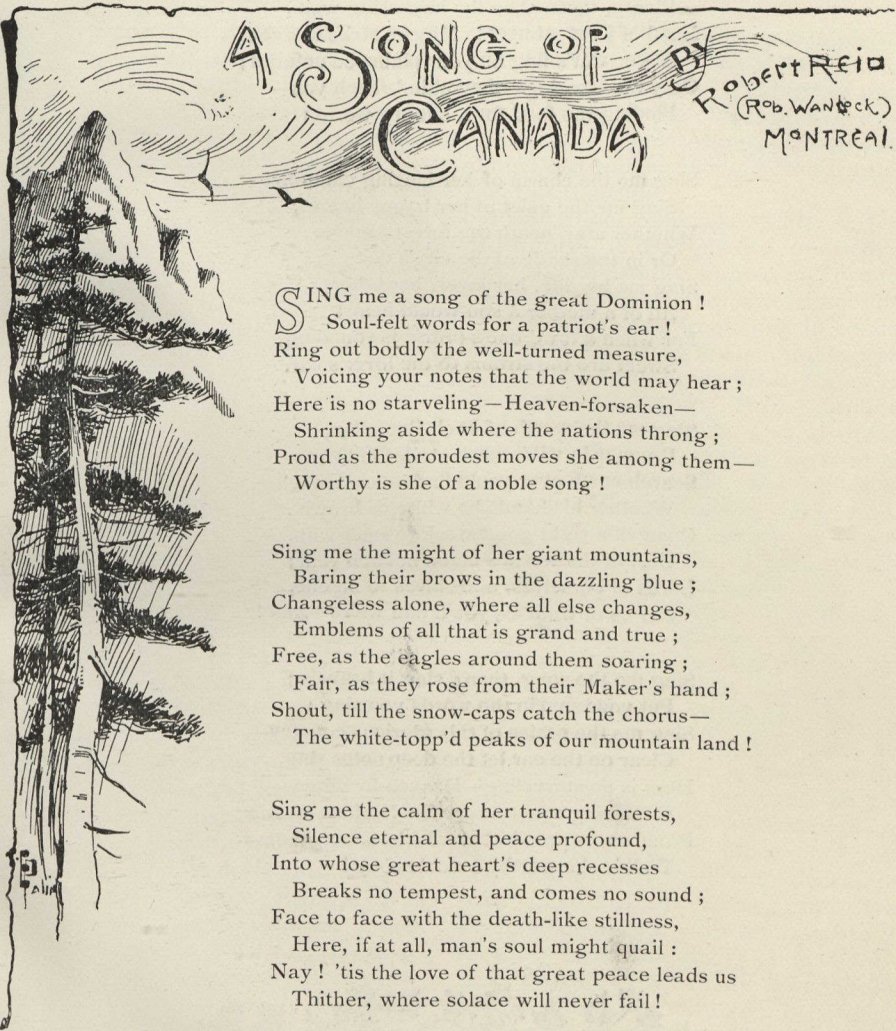 A SONG OF
CANADA
By
Robert Reid
(Rob. Wanlock.)
Montreal.
SING me a song of the great Dominion !
Soul-felt words for a patriot's ear !
Ring out boldly the well-turned measure,
Voicing your notes that the world may hear ;
Here is no starveling—Heaven-forsaken—
Shrinking aside where the nations throng ;
Proud as the proudest moves she among them—
Worthy is she of a noble song !
Sing me the might of her giant mountains,
Baring their brows in the dazzling blue ;
Changeless alone, where all else changes,
Emblems of all that is grand and true ;
Free, as the eagles around them soaring ;
Fair, as they rose from their Maker's hand ;
Shout, till the snow-caps catch the chorus—
The white-topp'd peaks of our mountain land !
Sing me the calm of her tranquil forests,
Silence eternal and peace profound,
Into whose great heart's deep recesses
Breaks no tempest, and comes no sound ;
Face to face with the death-like stillness,
Here, if at all, man's soul might quail :
Nay ! 'tis the love of that great peace leads us
Thither, where solace will never fail !